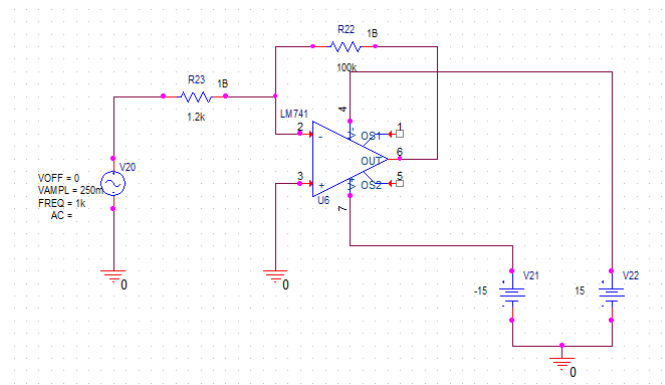 R22
1B
100k
R23
1B
1.2k
LM741
4
2
-
V-
OS1
1
6
OUT
3
+
V+
OS2
5
U6
7
V20
VOFF = 0
VAMPL = 250m
FREQ = 1k
AC =
0
0
-15
V21
15
V22
0